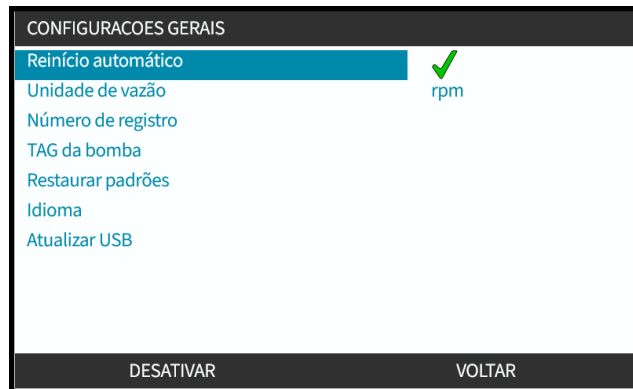 CONFIGURACOES GERAIS
Reinício automático
Unidade de vazão rpm
Número de registro
TAG da bomba
Restaurar padrões
Idioma
Atualizar USB
DESATIVAR VOLTAR